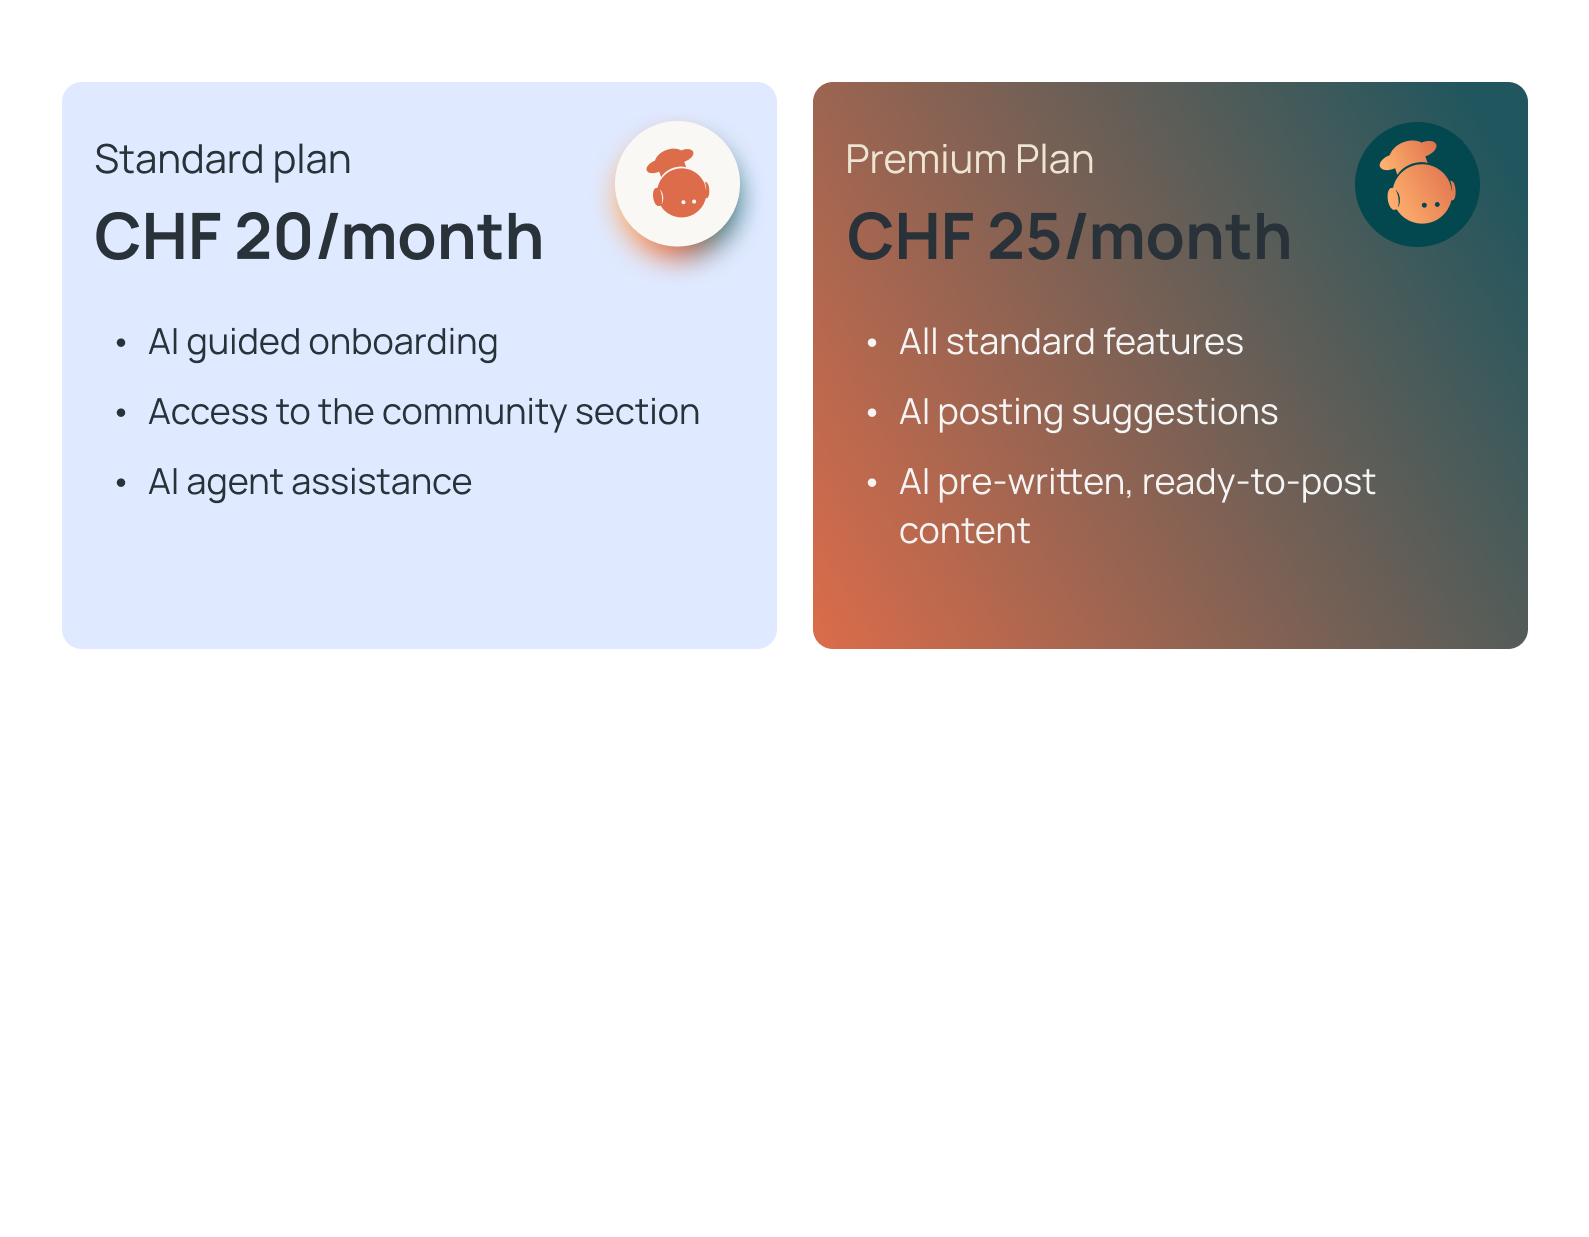 Standard plan
CHF 20/month
• AI guided onboarding
• Access to the community section
• AI agent assistance
Premium Plan
CHF 25/month
• All standard features
• AI posting suggestions
• AI pre-written, ready-to-post
content